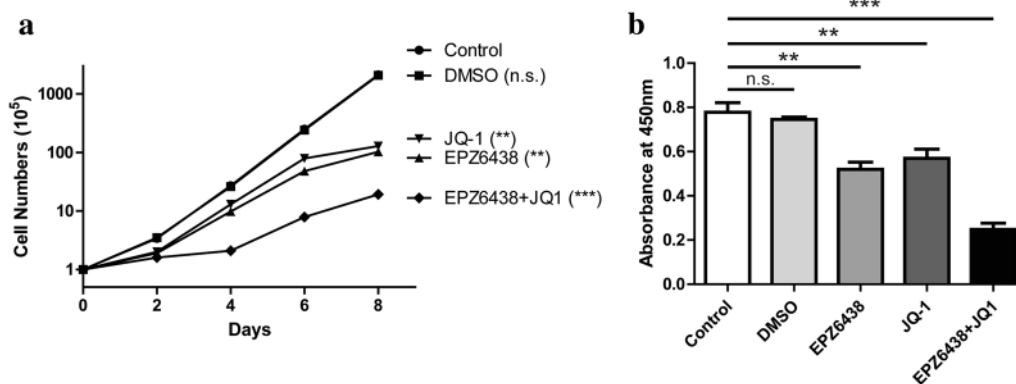 a
Cell Numbers (10⁵)
1000
100
10
1
0 2 4 6 8
Days
Control
DMSO (n.s.)
JQ-1 (**)
EPZ6438 (**)
EPZ6438+JQ1 (***)
b
***
**
**
n.s.
Absorbance at 450nm
1.0
0.8
0.6
0.4
0.2
0.0
Control
DMSO
EPZ6438
JQ-1
EPZ6438+JQ1